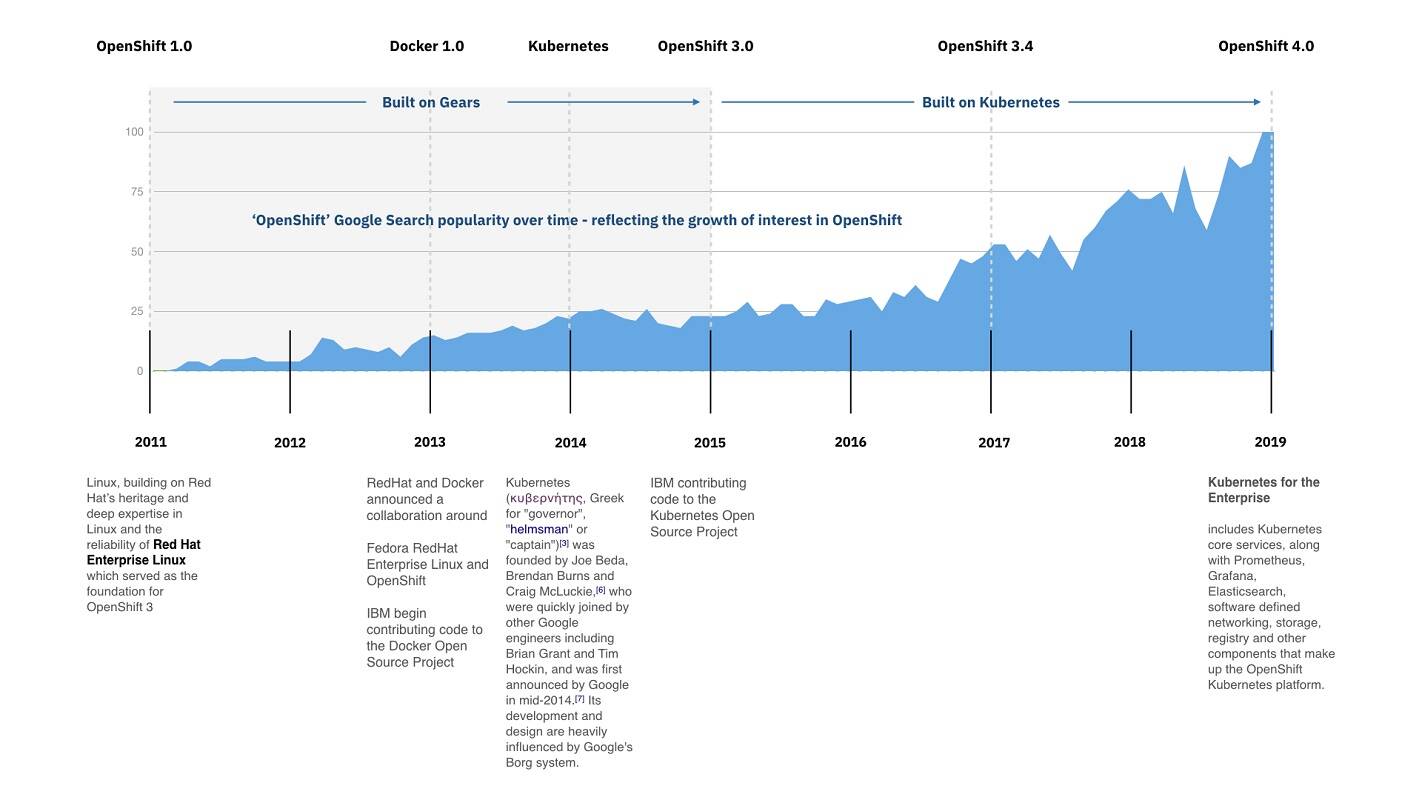 OpenShift 1.0
Docker 1.0
Kubernetes
OpenShift 3.0
OpenShift 3.4
OpenShift 4.0
Built on Gears
Built on Kubernetes
100
75
‘OpenShift’ Google Search popularity over time - reflecting the growth of interest in OpenShift
50
25
0
2011
2012
2013
2014
2015
2016
2017
2018
2019
Linux, building on Red
Hat’s heritage and
deep expertise in
Linux and the
reliability of Red Hat
Enterprise Linux
which served as the
foundation for
OpenShift 3
RedHat and Docker
announced a
collaboration around
Fedora RedHat
Enterprise Linux and
OpenShift
IBM begin
contributing code to
the Docker Open
Source Project
Kubernetes
(κυβερνήτης, Greek
for "governor",
"helmsman" or
"captain")[3] was
founded by Joe Beda,
Brendan Burns and
Craig McLuckie,[6] who
were quickly joined by
other Google
engineers including
Brian Grant and Tim
Hockin, and was first
announced by Google
in mid-2014.[7] Its
development and
design are heavily
influenced by Google's
Borg system.
IBM contributing
code to the
Kubernetes Open
Source Project
Kubernetes for the
Enterprise
includes Kubernetes
core services, along
with Prometheus,
Grafana,
Elasticsearch,
software defined
networking, storage,
registry and other
components that make
up the OpenShift
Kubernetes platform.